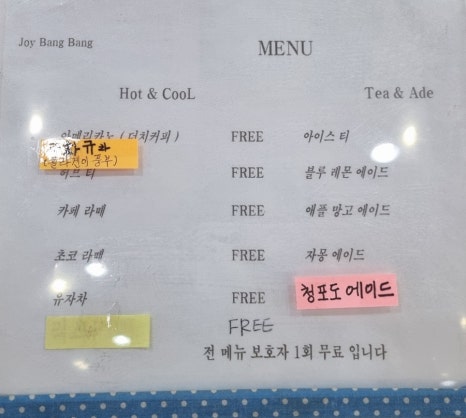 Joy Bang Bang
MENU
Hot & CooL
Tea & Ade
아메리카노 ( 더치커피 ) FREE 아이스 티
허브 티 FREE 블루 레몬 에이드
카페 라떼 FREE 애플 망고 에이드
초코 라떼 FREE 자몽 에이드
유자차 FREE 청포도 에이드
FREE
전 메뉴 보호자 1회 무료 입니다